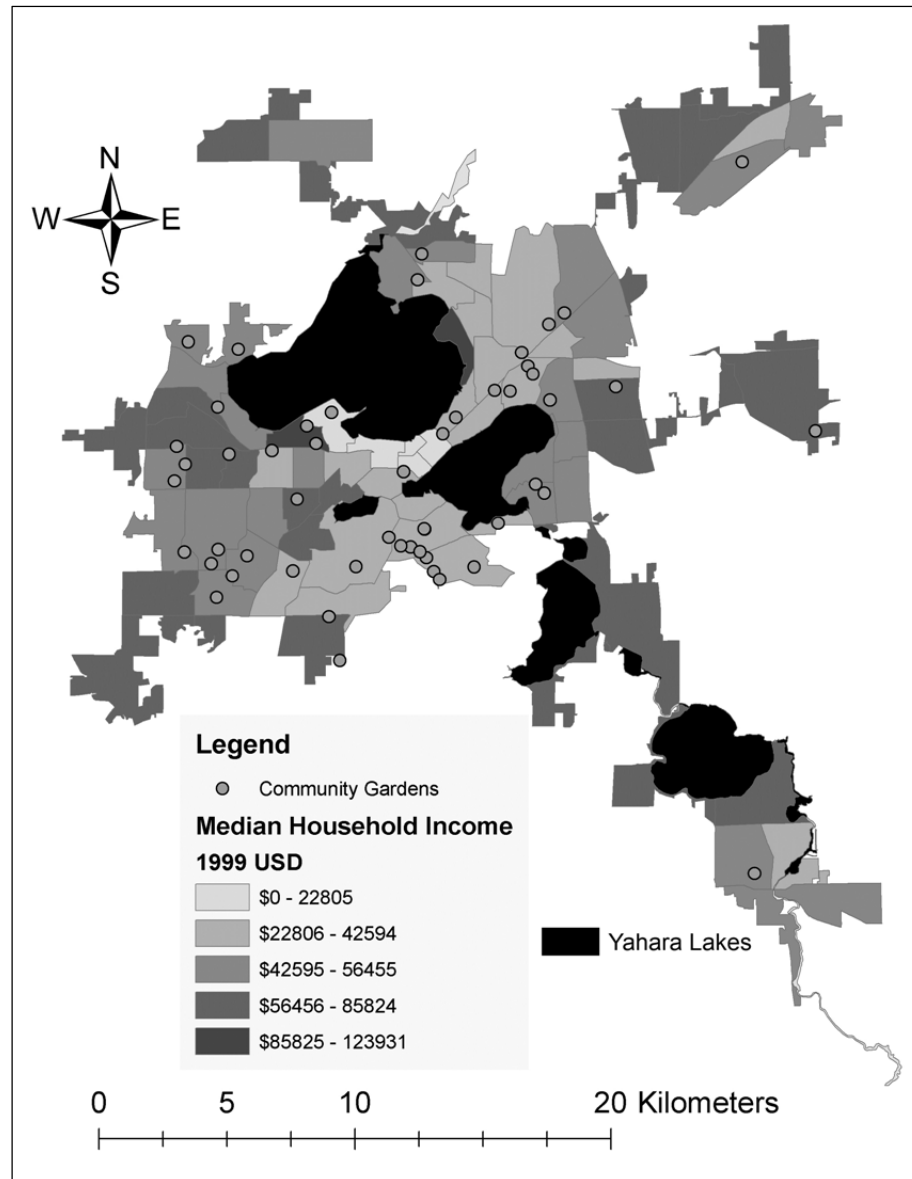 N
W E
S
Legend
Community Gardens
Median Household Income
1999 USD
$0 - 22805
$22806 - 42594
$42595 - 56455
$56456 - 85824
$85825 - 123931
Yahara Lakes
0 5 10 20 Kilometers